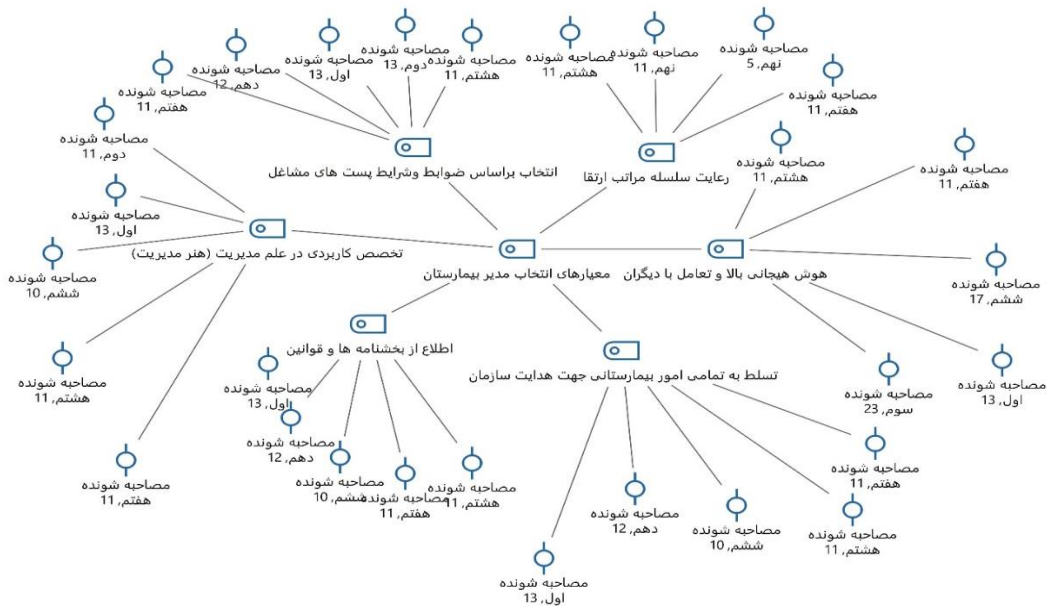 مصاحبه شونده
اول, 13
مصاحبه شونده
دوم, 13
مصاحبه شونده
هشتم, 11
مصاحبه شونده
دهم, 12
مصاحبه شونده
هفتم, 11
مصاحبه شونده
هشتم, 11
مصاحبه شونده
نهم, 11
مصاحبه شونده
نهم, 5
مصاحبه شونده
هفتم, 11
انتخاب براساس ضوابط وشرایط پست های مشاغل
رعایت سلسله مراتب ارتقا
مصاحبه شونده
دوم, 11
مصاحبه شونده
اول, 13
مصاحبه شونده
ششم, 10
مصاحبه شونده
هشتم, 11
مصاحبه شونده
هفتم, 11
تخصص کاربردی در علم مدیریت (هنر مدیریت)
معیارهای انتخاب مدیر بیمارستان
هوش هیجانی بالا و تعامل با دیگران
مصاحبه شونده
هشتم, 11
مصاحبه شونده
هفتم, 11
مصاحبه شونده
ششم, 17
مصاحبه شونده
اول, 13
مصاحبه شونده
سوم, 23
اطلاع از بخشنامه ها و قوانین
مصاحبه شونده
اول, 13
مصاحبه شونده
دهم, 12
مصاحبه شونده
ششم, 10
مصاحبه شونده
هفتم, 11
مصاحبه شونده
هشتم, 11
تسلط به تمامی امور بیمارستانی جهت هدایت سازمان
مصاحبه شونده
اول, 13
مصاحبه شونده
دهم, 12
مصاحبه شونده
ششم, 10
مصاحبه شونده
هشتم, 11
مصاحبه شونده
هفتم, 11